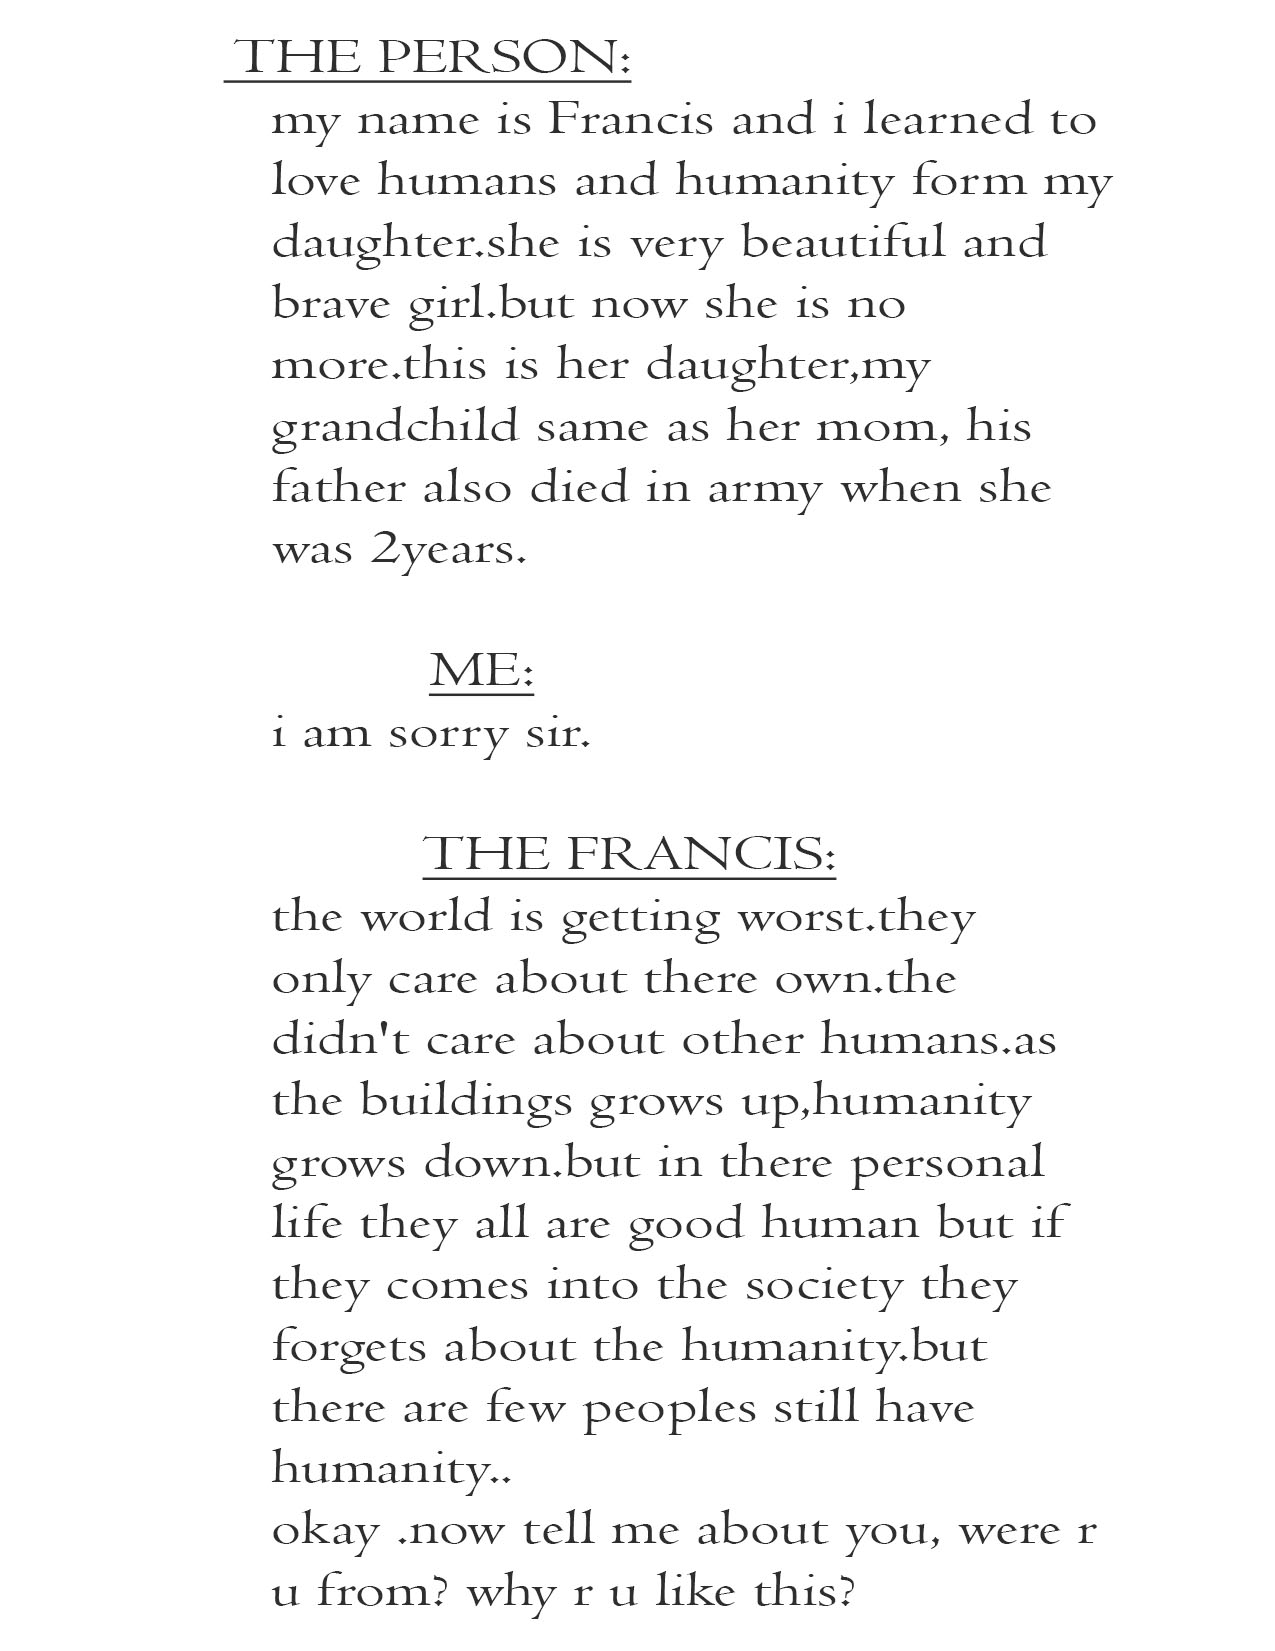 THE PERSON:
my name is Francis and i learned to
love humans and humanity form my
daughter.she is very beautiful and
brave girl.but now she is no
more.this is her daughter,my
grandchild same as her mom, his
father also died in army when she
was 2years.
ME:
i am sorry sir.
THE FRANCIS:
the world is getting worst.they
only care about there own.the
didn't care about other humans.as
the buildings grows up,humanity
grows down.but in there personal
life they all are good human but if
they comes into the society they
forgets about the humanity.but
there are few peoples still have
humanity..
okay .now tell me about you, were r
u from? why r u like this?